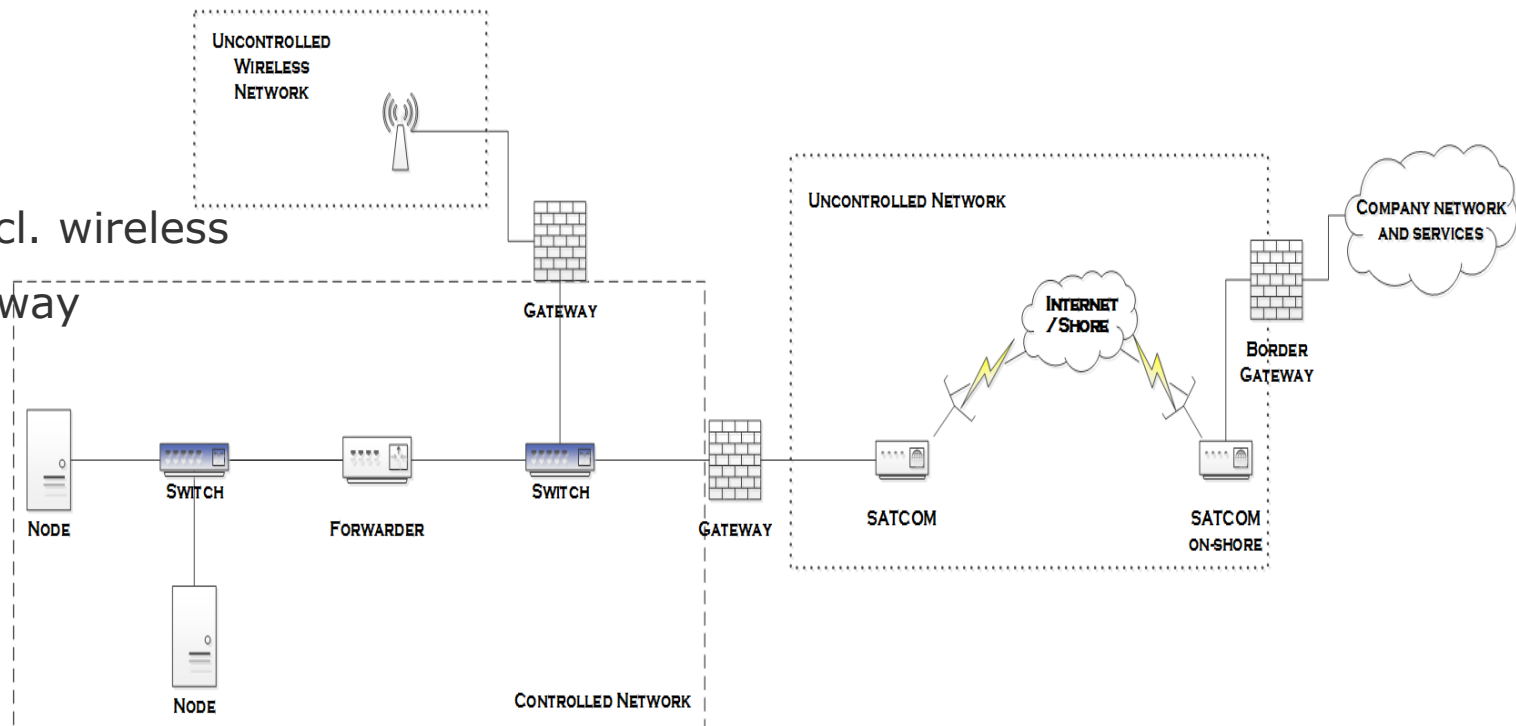 UNCONTROLLED
WIRELESS
NETWORK
cl. wireless
way
GATEWAY
UNCONTROLLED NETWORK
COMPANY NETWORK
AND SERVICES
INTERNET
/SHORE
BORDER
GATEWAY
SWITCH
SWITCH
NODE
FORWARDER
GATEWAY
SATCOM
SATCOM
ON-SHORE
NODE
CONTROLLED NETWORK